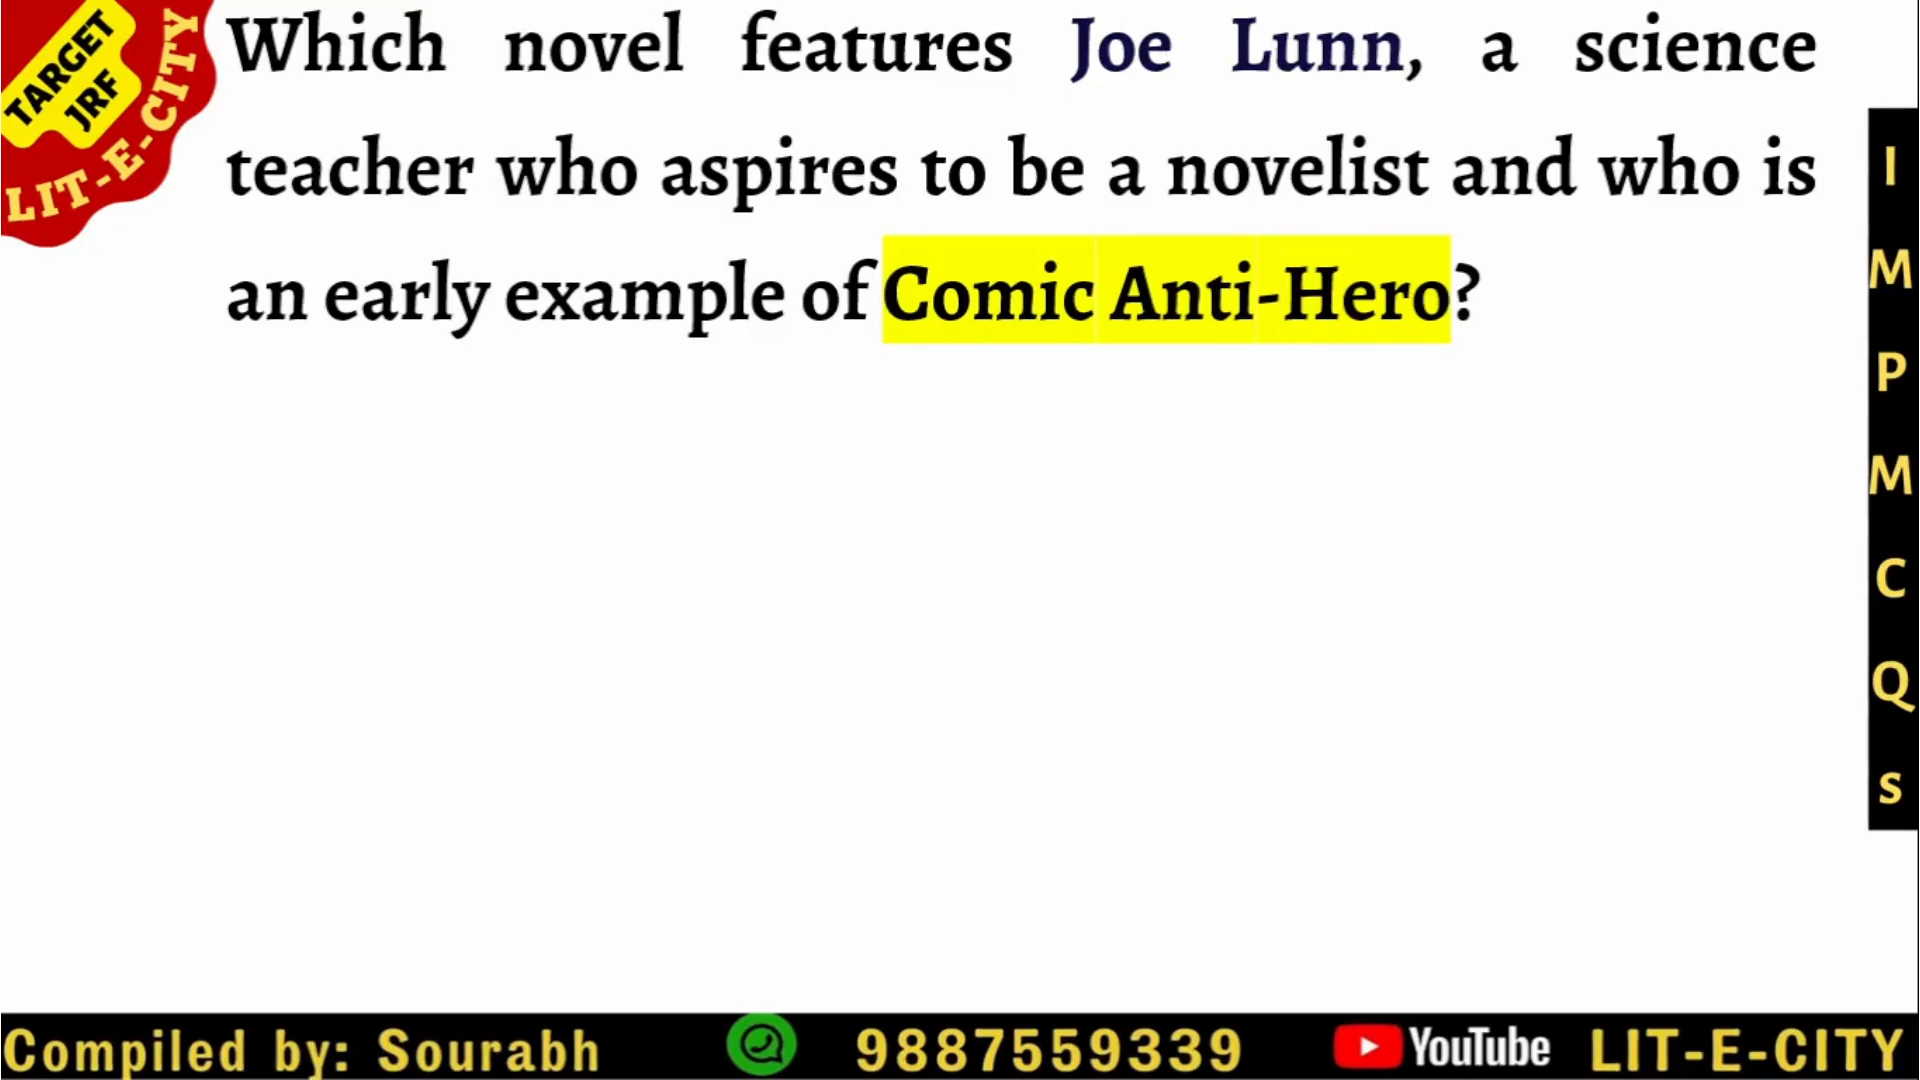 TARGET
JRF
LIT-E-CITY
Which novel features Joe Lunn, a science
teacher who aspires to be a novelist and who is
an early example of Comic Anti-Hero?
I
M
P
M
C
Q
s
Compiled by: Sourabh 9887559339 YouTube LIT-E-CITY